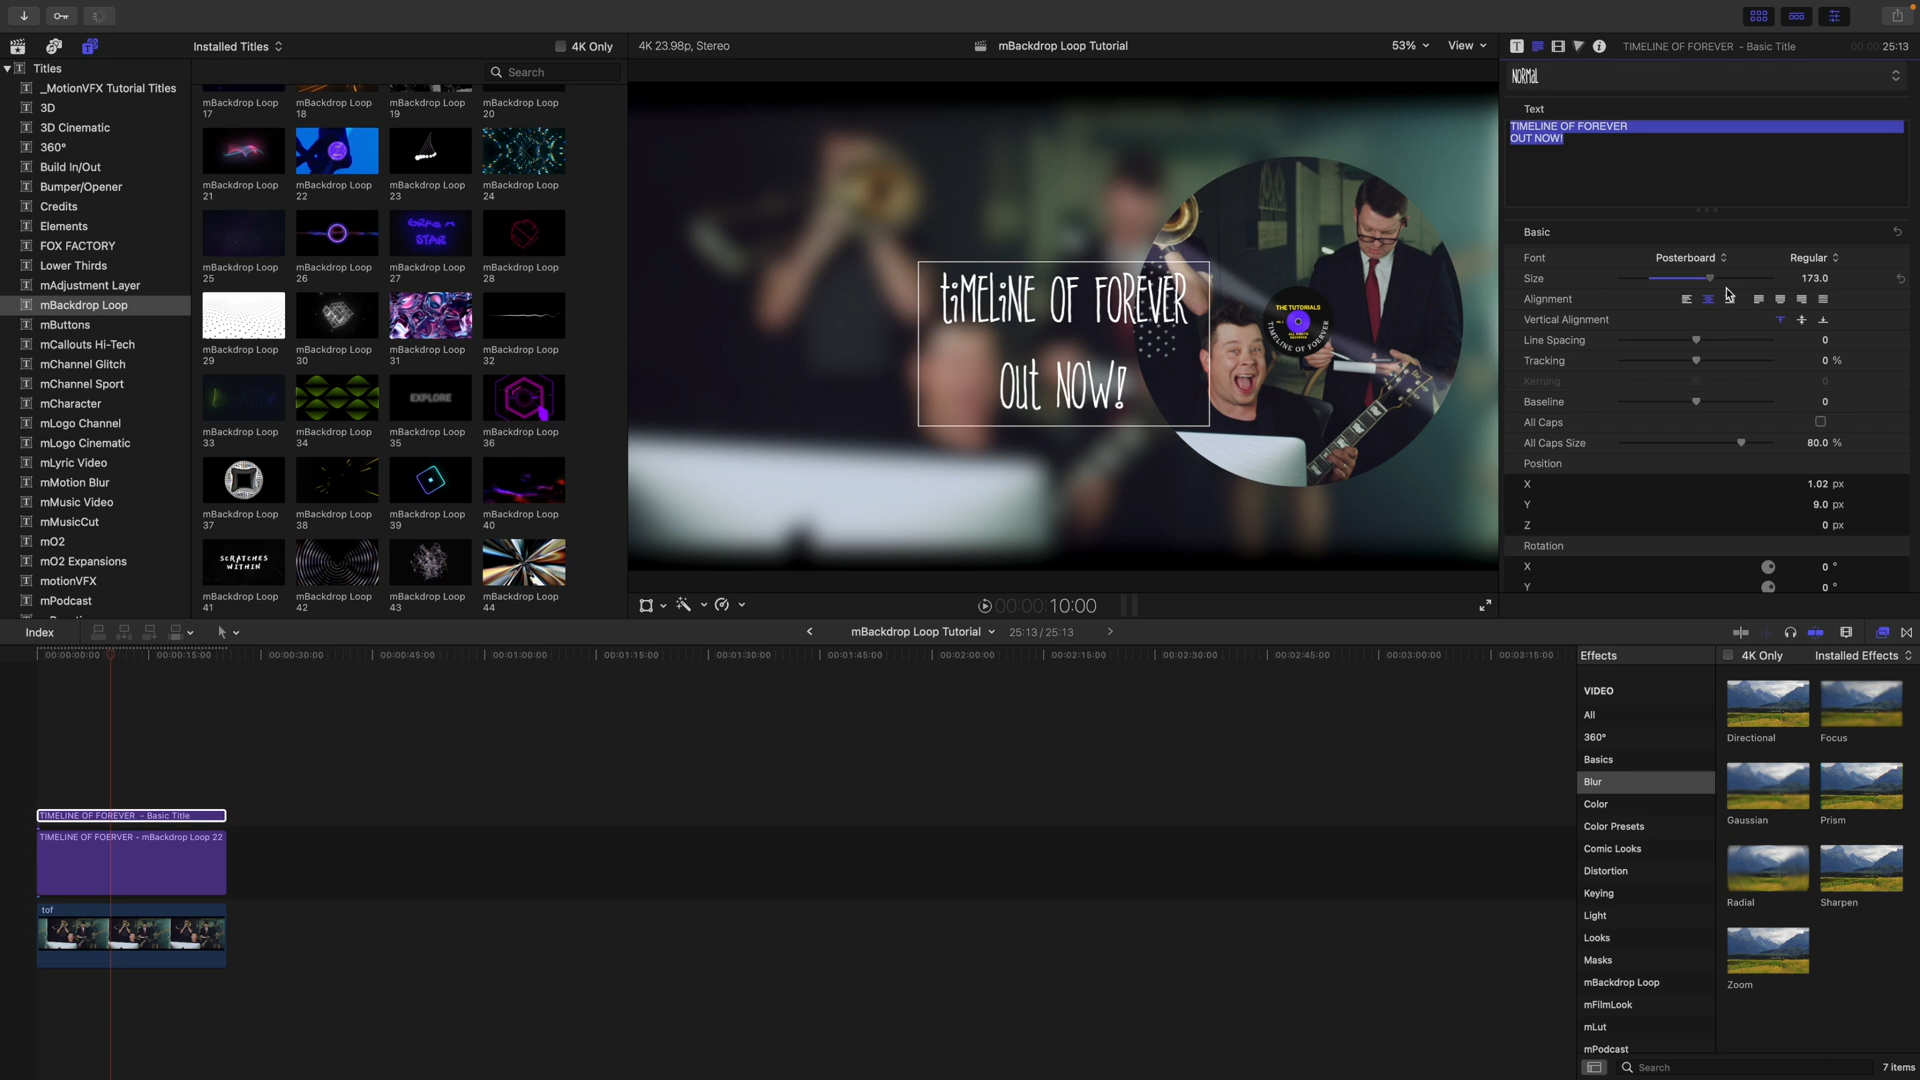 Installed Titles
4K Only
4K 23.98p, Stereo
mBackdrop Loop Tutorial
53%
View
TIMELINE OF FOREVER - Basic Title
00:00:25:13
Titles
Search
_MotionVFX Tutorial Titles
3D
3D Cinematic
360°
Build In/Out
Bumper/Opener
Credits
Elements
FOX FACTORY
Lower Thirds
mAdjustment Layer
mBackdrop Loop
mButtons
mCallouts Hi-Tech
mChannel Glitch
mChannel Sport
mCharacter
mLogo Channel
mLogo Cinematic
mLyric Video
mMotion Blur
mMusic Video
mMusicCut
mO2
mO2 Expansions
motionVFX
mPodcast
mBackdrop Loop 17
mBackdrop Loop 18
mBackdrop Loop 19
mBackdrop Loop 20
mBackdrop Loop 21
mBackdrop Loop 22
mBackdrop Loop 23
mBackdrop Loop 24
mBackdrop Loop 25
mBackdrop Loop 26
GRAB A STAR
mBackdrop Loop 27
mBackdrop Loop 28
mBackdrop Loop 29
mBackdrop Loop 30
mBackdrop Loop 31
mBackdrop Loop 32
mBackdrop Loop 33
mBackdrop Loop 34
EXPLORE
mBackdrop Loop 35
mBackdrop Loop 36
mBackdrop Loop 37
mBackdrop Loop 38
mBackdrop Loop 39
mBackdrop Loop 40
SCRATCHES WITHIN
mBackdrop Loop 41
mBackdrop Loop 42
mBackdrop Loop 43
mBackdrop Loop 44
tiMELiNE OF FOREVER
Out NOW!
THE TUTORIALS
TIMELINE OF FOERVER
00:00:10:00
NORMaL
Text
TIMELINE OF FOREVER
OUT NOW!
Basic
Font Posterboard Regular
Size 173.0
Alignment
Vertical Alignment
Line Spacing 0
Tracking 0 %
Kerning 0
Baseline 0
All Caps
All Caps Size 80.0 %
Position
X 1.02 px
Y 9.0 px
Z 0 px
Rotation
X 0 °
Y 0 °
Index
mBackdrop Loop Tutorial
25:13 / 25:13
00:00:00:00 00:00:15:00 00:00:30:00 00:00:45:00 00:01:00:00 00:01:15:00 00:01:30:00 00:01:45:00 00:02:00:00 00:02:15:00 00:02:30:00 00:02:45:00 00:03:00:00 00:03:15:00
TIMELINE OF FOREVER - Basic Title
TIMELINE OF FOERVER - mBackdrop Loop 22
tof
Effects
4K Only
Installed Effects
VIDEO
All
360°
Basics
Blur
Color
Color Presets
Comic Looks
Distortion
Keying
Light
Looks
Masks
mBackdrop Loop
mFilmLook
mLut
mPodcast
Directional
Focus
Gaussian
Prism
Radial
Sharpen
Zoom
Search
7 items